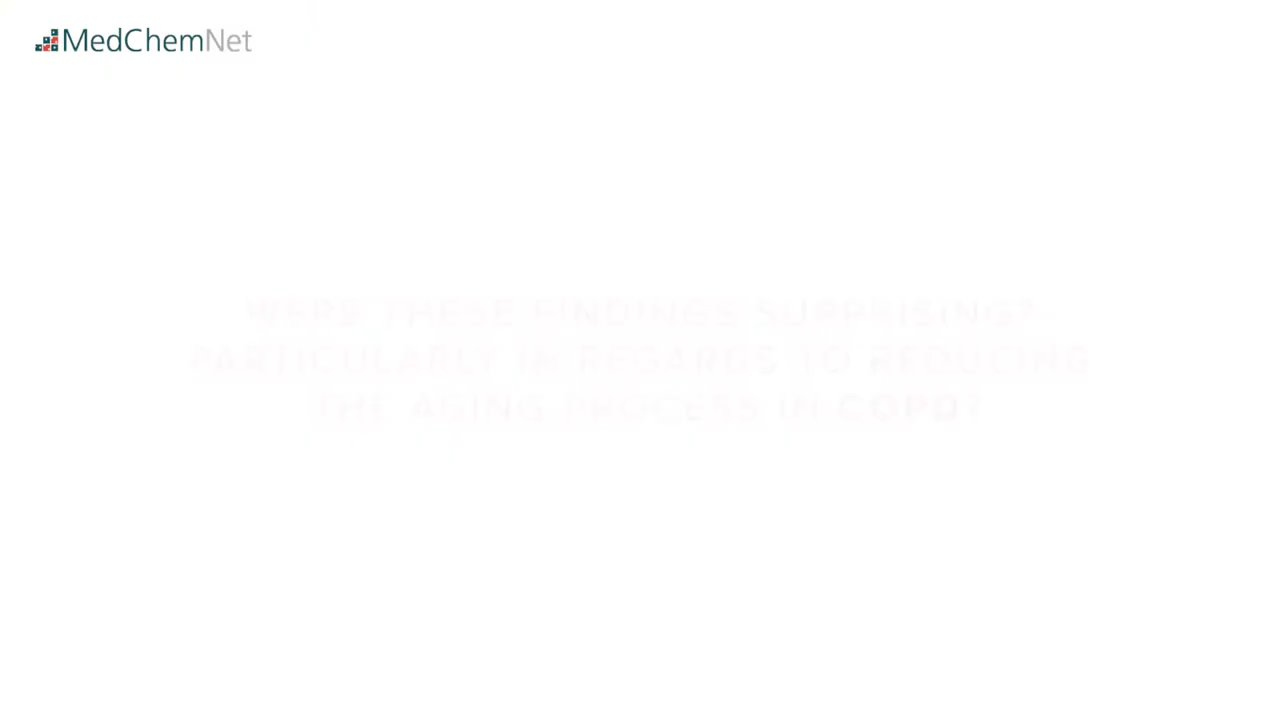 MedChemNet
WERE THESE FINDINGS SURPRISING?
PARTICULARLY IN REGARDS TO REDUCING
THE AGING PROCESS IN COPD?